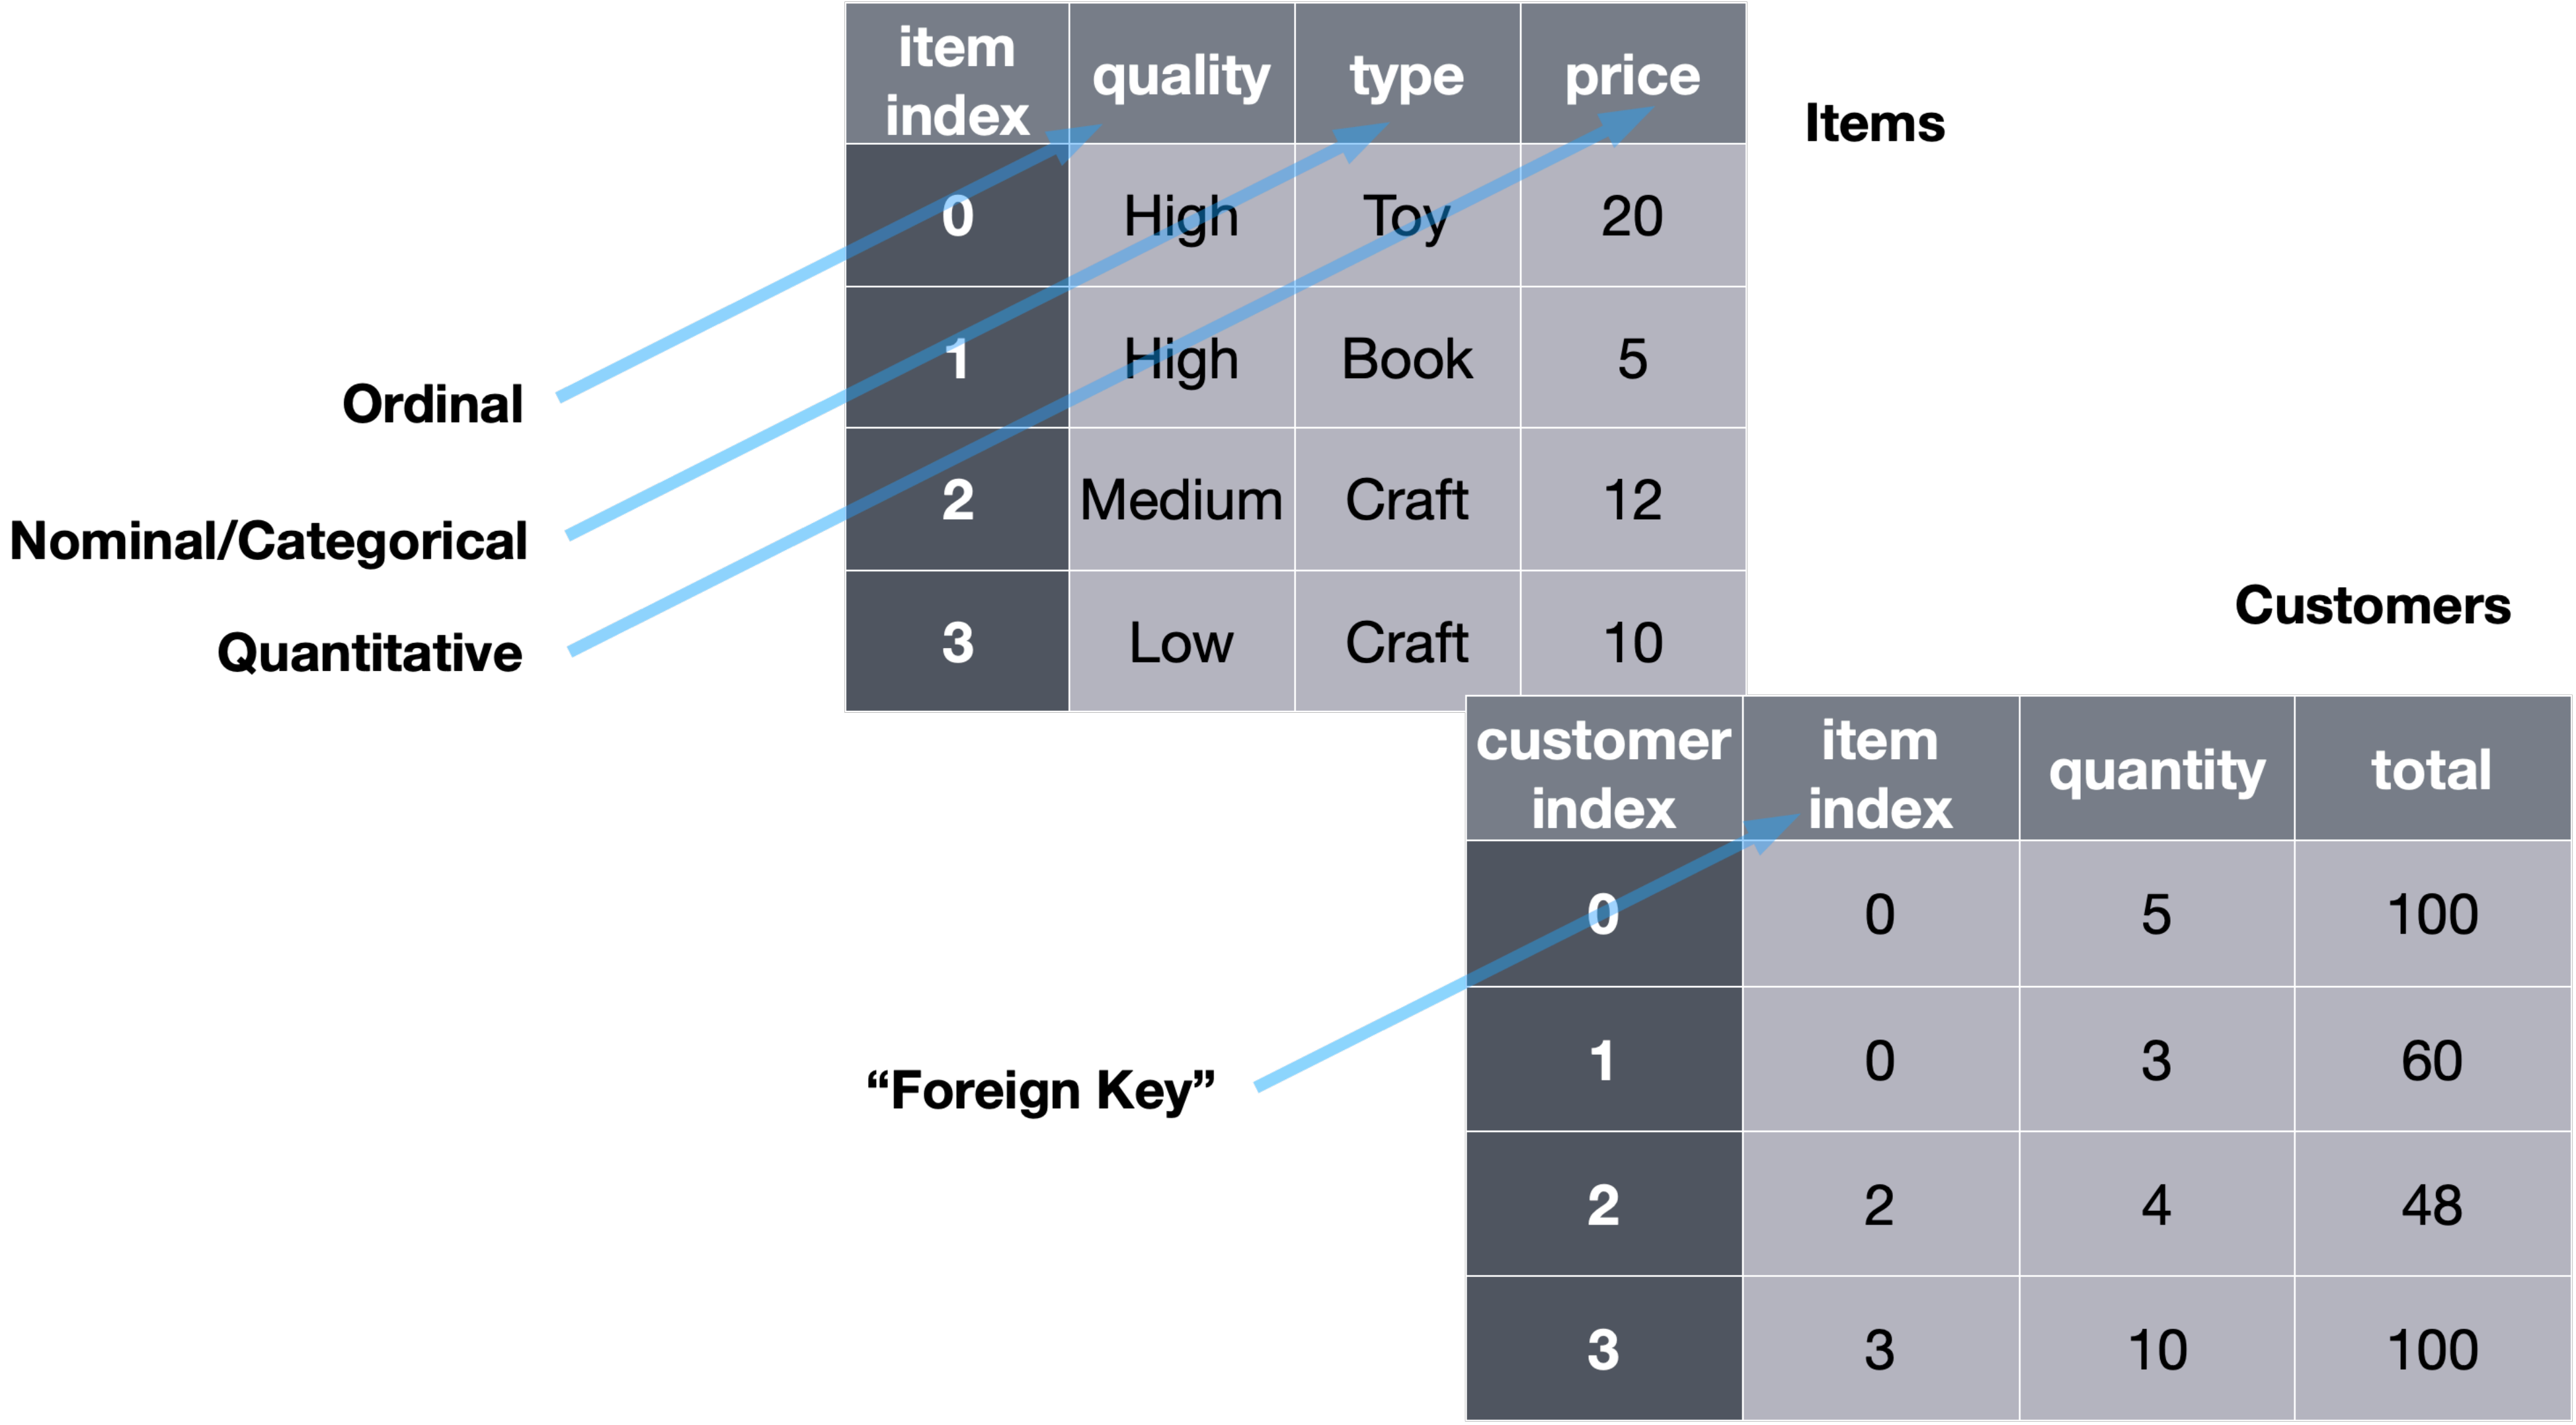 item index quality type price
0 High Toy 20
1 High Book 5
2 Medium Craft 12
3 Low Craft 10
Items
Ordinal
Nominal/Categorical
Quantitative
Customers
customer index item index quantity total
0 0 5 100
1 0 3 60
2 2 4 48
3 3 10 100
“Foreign Key”